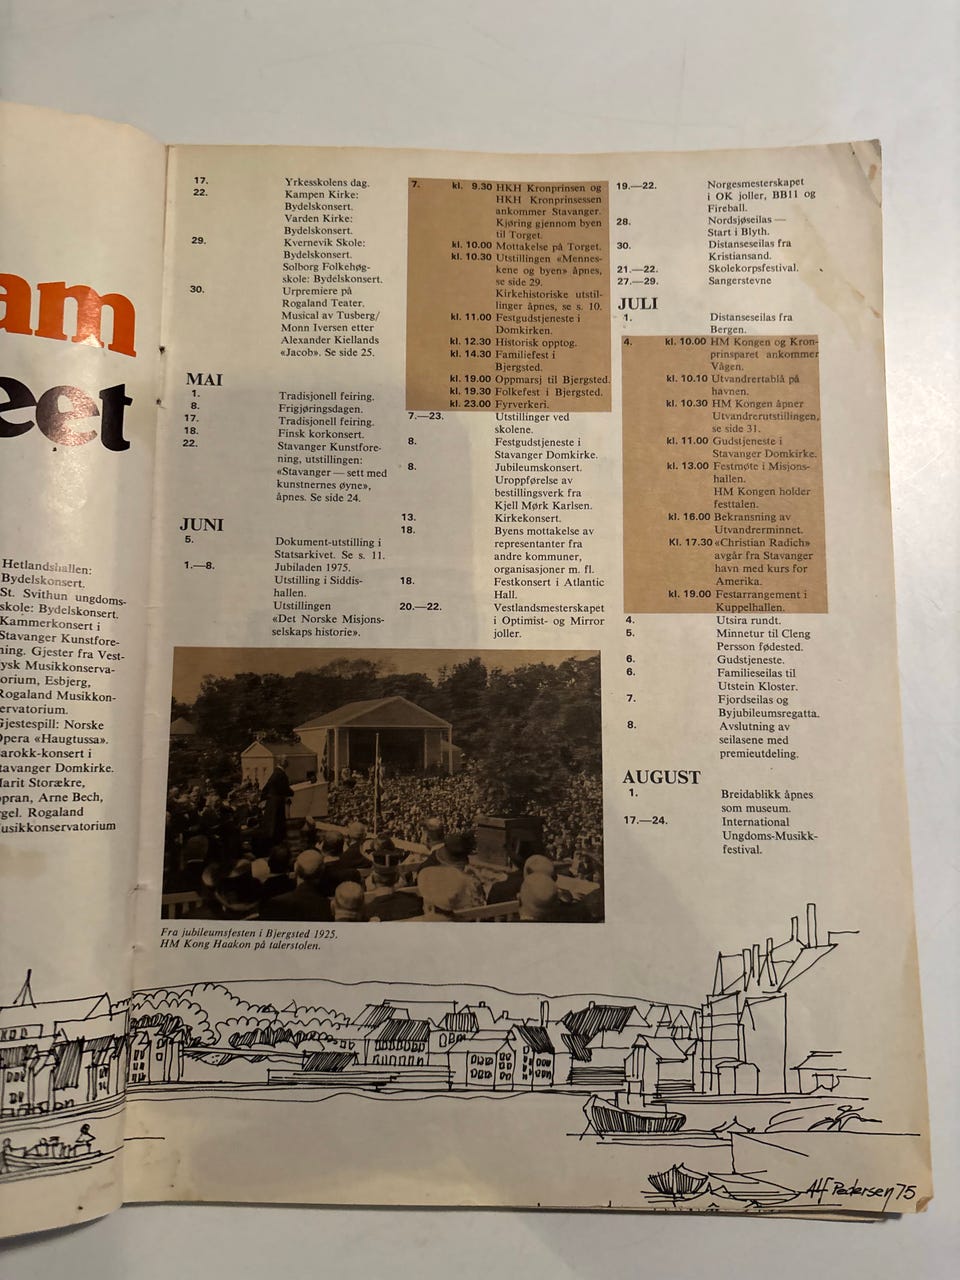 am
eet
Hetlandshallen:
Bydelskonsert.
St. Svithun ungdoms-
skole: Bydelskonsert.
Kammerkonsert i
Stavanger Kunstfore-
ning. Gjester fra Vest-
ysk Musikkonserva-
orium, Esbjerg,
Rogaland Musikkon-
ervatorium.
Gjestespill: Norske
Opera «Haugtussa».
arokk-konsert i
tavanger Domkirke.
Marit Storækre,
opran, Arne Bech,
rgel. Rogaland
usikkonservatorium
17. Yrkesskolens dag.
22. Kampen Kirke:
Bydelskonsert.
Varden Kirke:
Bydelskonsert.
29. Kvernevik Skole:
Bydelskonsert.
Solborg Folkehøg-
skole: Bydelskonsert.
30. Urpremiere på
Rogaland Teater.
Musical av Tusberg/
Monn Iversen etter
Alexander Kiellands
«Jacob». Se side 25.
MAI
1. Tradisjonell feiring.
8. Frigjøringsdagen.
17. Tradisjonell feiring.
18. Finsk korkonsert.
22. Stavanger Kunstfore-
ning, utstillingen:
«Stavanger — sett med
kunstnernes øyne»,
åpnes. Se side 24.
JUNI
5. Dokument-utstilling i
Statsarkivet. Se s. 11.
1.—8. Jubiladen 1975.
Utstilling i Siddis-
hallen.
Utstillingen
«Det Norske Misjons-
selskaps historie».
7. kl. 9.30 HKH Kronprinsen og
HKH Kronprinsessen
ankommer Stavanger.
Kjøring gjennom byen
til Torget.
kl. 10.00 Mottakelse på Torget.
kl. 10.30 Utstillingen «Mennes-
kene og byen» åpnes,
se side 29.
Kirkehistoriske utstil-
linger åpnes, se s. 10.
kl. 11.00 Festgudstjeneste i
Domkirken.
kl. 12.30 Historisk opptog.
kl. 14.30 Familiefest i
Bjergsted.
kl. 19.00 Oppmarsj til Bjergsted.
kl. 19.30 Folkefest i Bjergsted.
kl. 23.00 Fyrverkeri.
7.—23. Utstillinger ved
skolene.
8. Festgudstjeneste i
Stavanger Domkirke.
8. Jubileumskonsert.
Uroppførelse av
bestillingsverk fra
Kjell Mørk Karlsen.
13. Kirkekonsert.
18. Byens mottakelse av
representanter fra
andre kommuner,
organisasjoner m. fl.
18. Festkonsert i Atlantic
Hall.
20.—22. Vestlandsmesterskapet
i Optimist- og Mirror
joller.
19.—22. Norgesmesterskapet
i OK joller, BB11 og
Fireball.
28. Nordsjøseilas —
Start i Blyth.
30. Distanseseilas fra
Kristiansand.
21.—22. Skolekorpsfestival.
27.—29. Sangerstevne
JULI
1. Distanseseilas fra
Bergen.
4. kl. 10.00 HM Kongen og Kron-
prinsparet ankommer
Vågen.
kl. 10.10 Utvandrertablå på
havnen.
kl. 10.30 HM Kongen åpner
Utvandrerutstillingen,
se side 31.
kl. 11.00 Gudstjeneste i
Stavanger Domkirke.
kl. 13.00 Festmøte i Misjons-
hallen.
HM Kongen holder
festtalen.
kl. 16.00 Bekransning av
Utvandrerminnet.
Kl. 17.30 «Christian Radich»
avgår fra Stavanger
havn med kurs for
Amerika.
kl. 19.00 Festarrangement i
Kuppelhallen.
4. Utsira rundt.
5. Minnetur til Cleng
Persson fødested.
6. Gudstjeneste.
6. Familieseilas til
Utstein Kloster.
7. Fjordseilas og
Byjubileumsregatta.
8. Avslutning av
seilasene med
premieutdeling.
AUGUST
1. Breidablikk åpnes
som museum.
17.—24. International
Ungdoms-Musikk-
festival.
Fra jubileumsfesten i Bjergsted 1925.
HM Kong Haakon på talerstolen.
Alf Pedersen 75